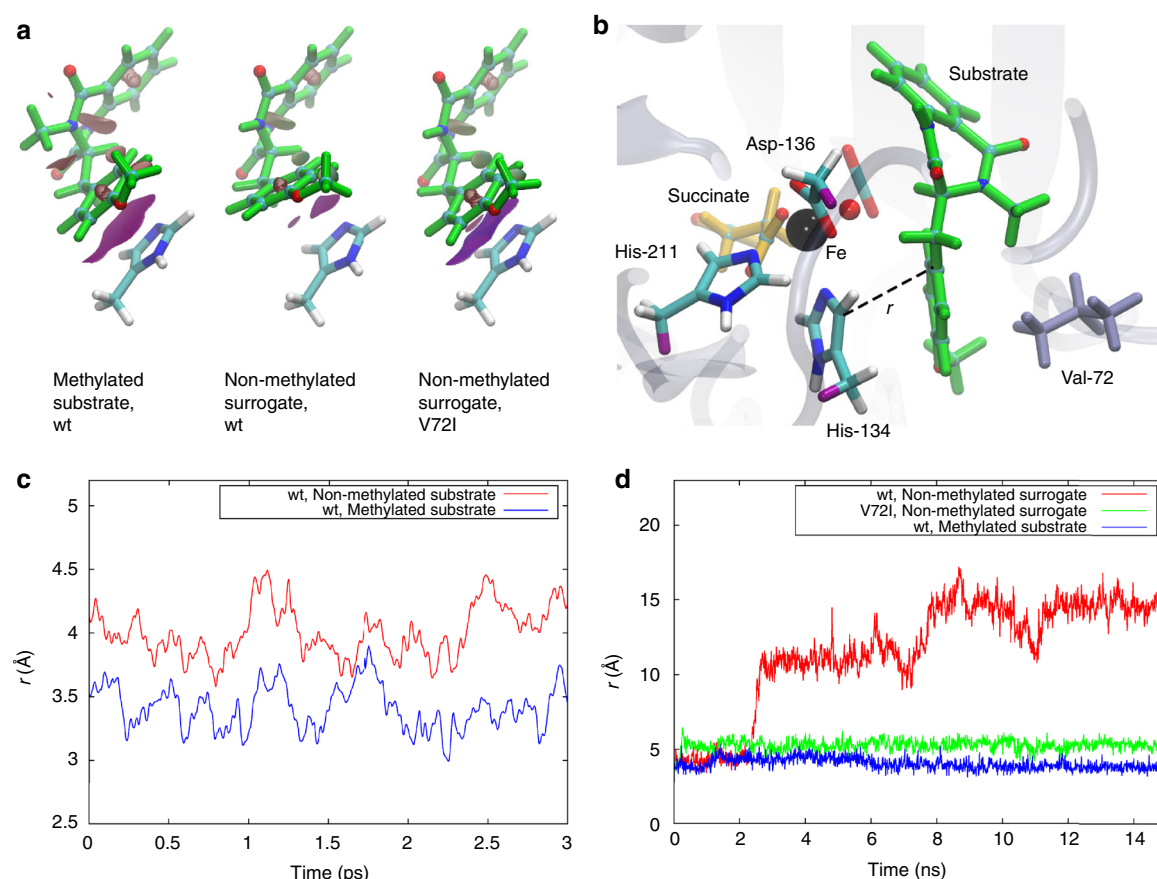 a
Methylated
substrate,
wt
Non-methylated
surrogate,
wt
Non-methylated
surrogate,
V72I
b
Substrate
Asp-136
Succinate
His-211
Fe
r
Val-72
His-134
c
wt, Non-methylated substrate
wt, Methylated substrate
5
4.5
4
3.5
3
2.5
r (Å)
0
0.5
1
1.5
2
2.5
3
Time (ps)
d
wt, Non-methylated surrogate
V72I, Non-methylated surrogate
wt, Methylated substrate
20
15
10
5
0
r (Å)
0
2
4
6
8
10
12
14
Time (ns)